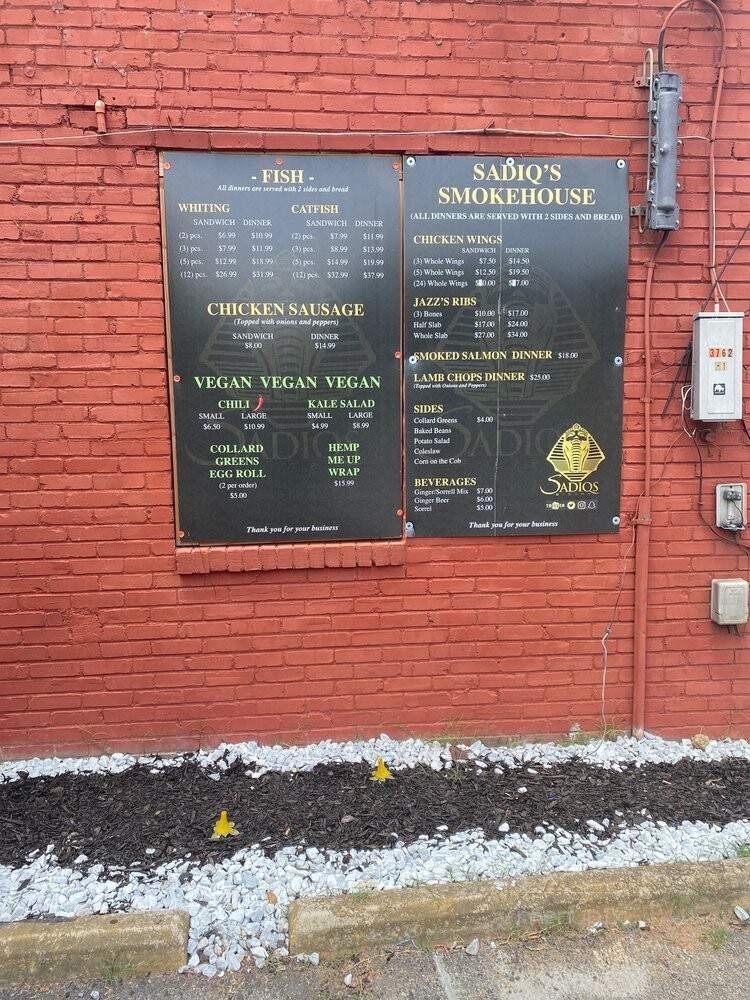 - FISH -
All dinners are served with 2 sides and bread
WHITING
SANDWICH DINNER
(2) pcs. $6.99 $10.99
(3) pcs. $7.99 $11.99
(5) pcs. $12.99 $18.99
(12) pcs. $26.99 $31.99
CATFISH
SANDWICH DINNER
(2) pcs. $7.99 $11.99
(3) pcs. $8.99 $13.99
(5) pcs. $14.99 $19.99
(12) pcs. $32.99 $37.99
CHICKEN SAUSAGE
(Topped with onions and peppers)
SANDWICH DINNER
$8.00 $14.99
VEGAN VEGAN VEGAN
CHILI
SMALL LARGE
$6.50 $10.99
KALE SALAD
SMALL LARGE
$4.99 $8.99
COLLARD
GREENS
EGG ROLL
(2 per order)
$5.00
HEMP
ME UP
WRAP
$15.99
Thank you for your business
SADIQ'S
SMOKEHOUSE
(ALL DINNERS ARE SERVED WITH 2 SIDES AND BREAD)
CHICKEN WINGS
SANDWICH DINNER
(3) Whole Wings $7.50 $14.50
(5) Whole Wings $12.50 $19.50
(24) Whole Wings
JAZZ'S RIBS
(3) Bones $10.00 $17.00
Half Slab $17.00 $24.00
Whole Slab $27.00 $34.00
SMOKED SALMON DINNER $18.00
LAMB CHOPS DINNER $25.00
(Topped with Onions and Peppers)
SIDES
Collard Greens $4.00
Baked Beans
Potato Salad
Coleslaw
Corn on the Cob
BEVERAGES
Ginger/Sorrell Mix $7.00
Ginger Beer $6.00
Sorrel $5.00
SADIQS
Thank you for your business
3762